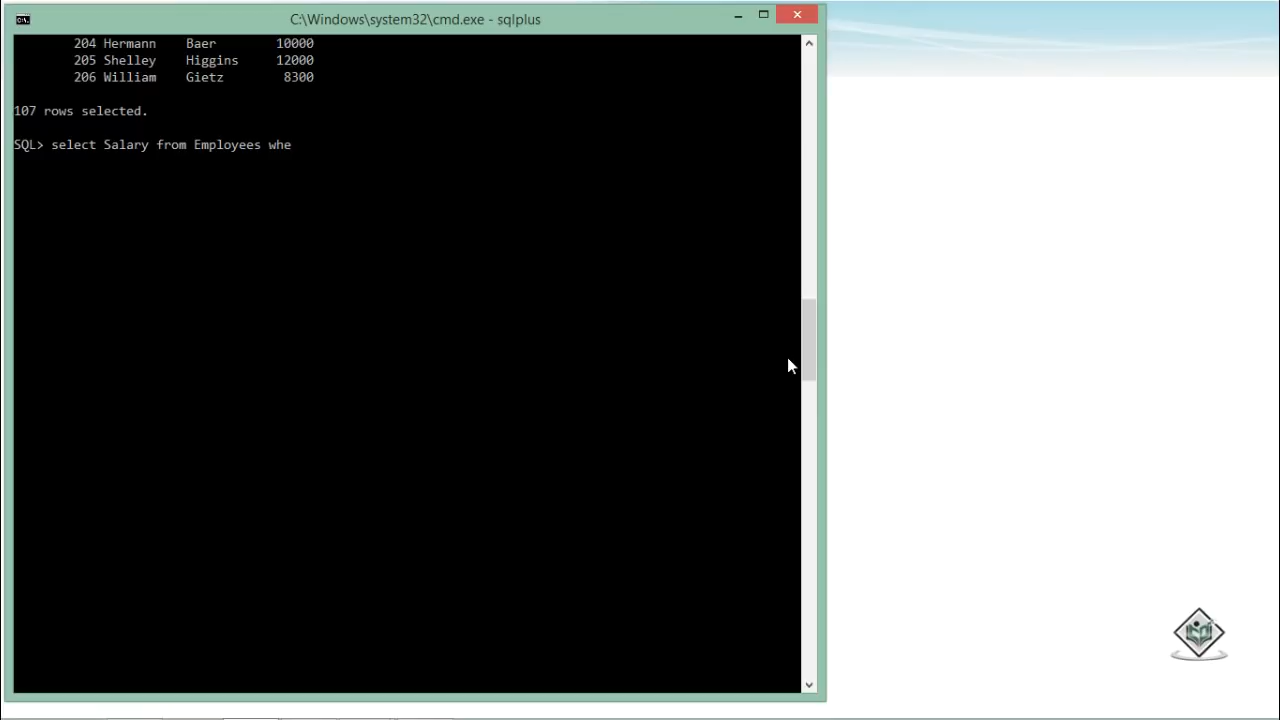 C:\Windows\system32\cmd.exe - sqlplus
204 Hermann Baer 10000
205 Shelley Higgins 12000
206 William Gietz 8300
107 rows selected.
SQL> select Salary from Employees whe